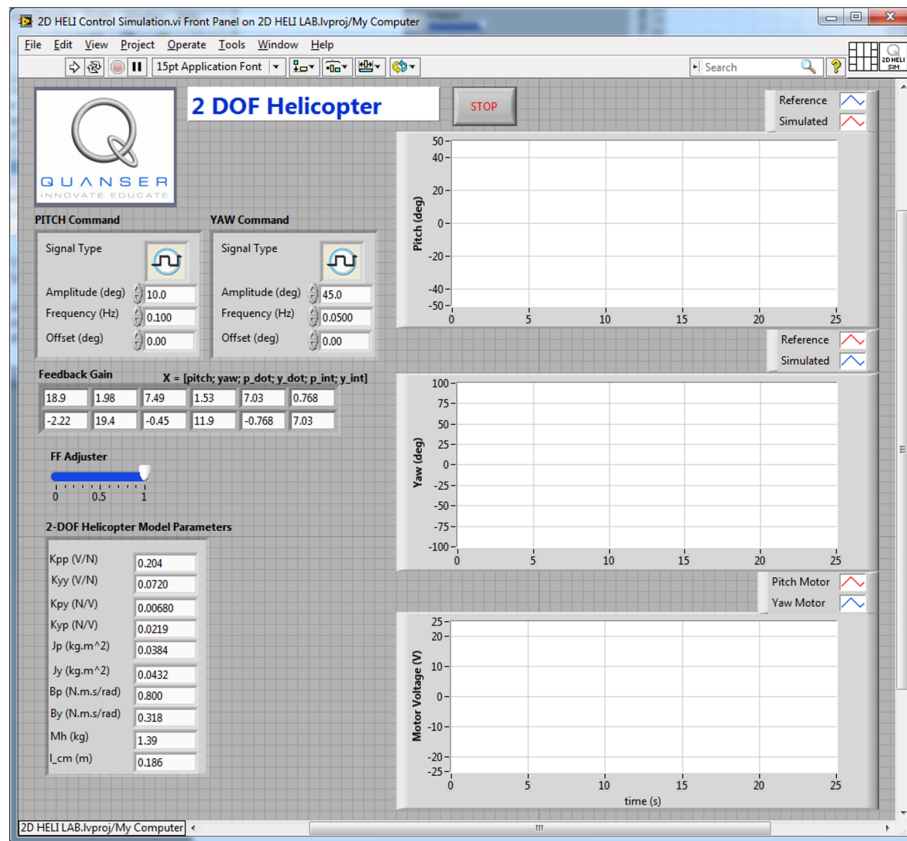 2D HELI Control Simulation.vi Front Panel on 2D HELI LAB.lvproj/My Computer
File Edit View Project Operate Tools Window Help
15pt Application Font
Search
2D HELI
SIM
QUANSER
INNOVATE EDUCATE
2 DOF Helicopter
STOP
PITCH Command
Signal Type
Amplitude (deg) 10.0
Frequency (Hz) 0.100
Offset (deg) 0.00
YAW Command
Signal Type
Amplitude (deg) 45.0
Frequency (Hz) 0.0500
Offset (deg) 0.00
Feedback Gain X = [pitch; yaw; p_dot; y_dot; p_int; y_int]
18.9 1.98 7.49 1.53 7.03 0.768
-2.22 19.4 -0.45 11.9 -0.768 7.03
FF Adjuster
0 0.5 1
2-DOF Helicopter Model Parameters
Kpp (V/N) 0.204
Kyy (V/N) 0.0720
Kpy (N/V) 0.00680
Kyp (N/V) 0.0219
Jp (kg.m^2) 0.0384
Jy (kg.m^2) 0.0432
Bp (N.m.s/rad) 0.800
By (N.m.s/rad) 0.318
Mh (kg) 1.39
l_cm (m) 0.186
Reference
Simulated
Pitch (deg)
50
40
20
0
-20
-40
-50
0 5 10 15 20 25
Reference
Simulated
Yaw (deg)
100
75
50
25
0
-25
-50
-75
-100
0 5 10 15 20 25
Pitch Motor
Yaw Motor
Motor Voltage (V)
25
20
10
0
-10
-20
-25
0 5 10 15 20 25
time (s)
2D HELI LAB.lvproj/My Computer